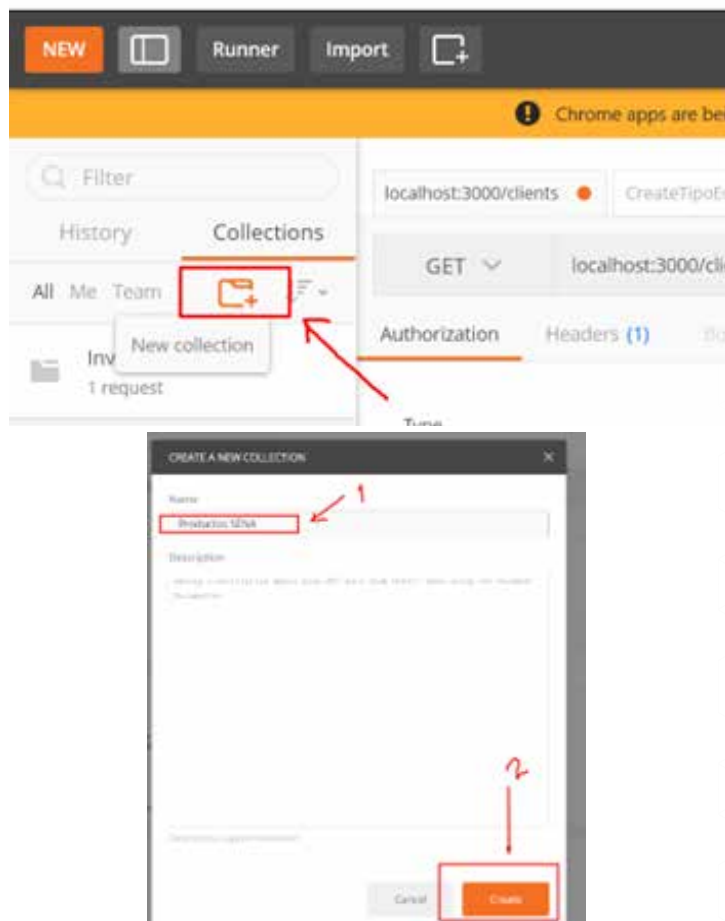 NEW Runner Import
Chrome apps are be
Filter
localhost:3000/clients CreateTipoE
History Collections
GET localhost:3000/cli
All Me Team
Authorization Headers (1)
New collection
Inv
1 request
Type
CREATE A NEW COLLECTION
Name
1
Productos SENA
Description
2
Cancel Create